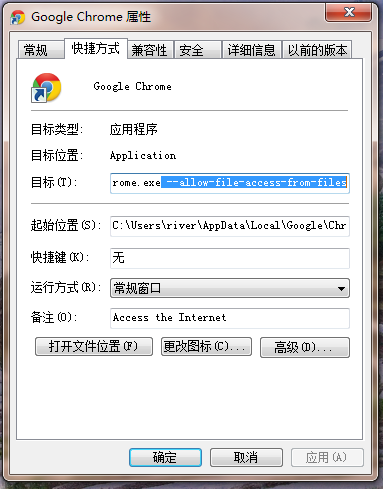 Google Chrome 属性
常规 快捷方式 兼容性 安全 详细信息 以前的版本
Google Chrome
目标类型: 应用程序
目标位置: Application
目标(T): rome.exe --allow-file-access-from-files
起始位置(S): C:\Users\river\AppData\Local\Google\Chr
快捷键(K): 无
运行方式(R): 常规窗口
备注(O): Access the Internet
打开文件位置(F) 更改图标(C)... 高级(D)...
确定 取消 应用(A)